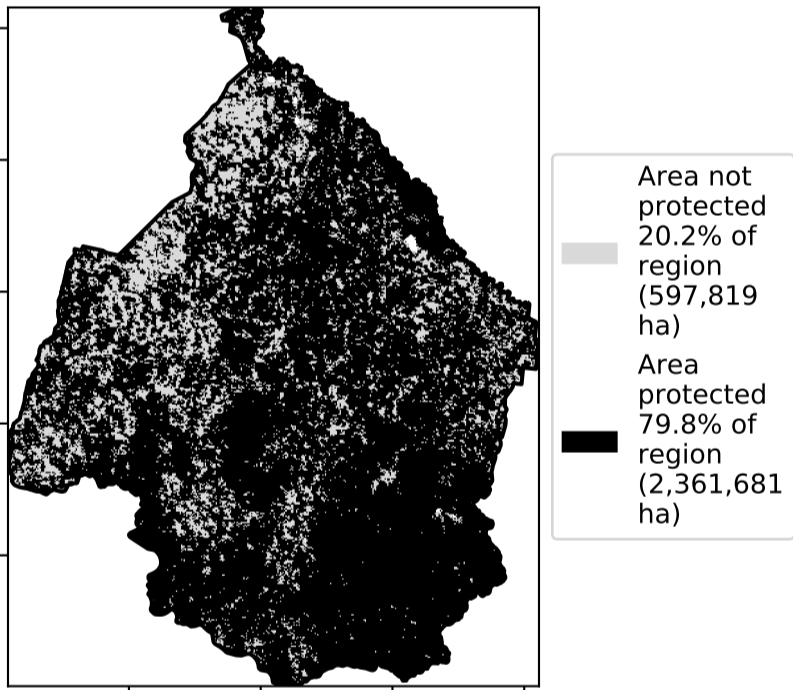 Area not
protected
20.2% of
region
(597,819
ha)
Area
protected
79.8% of
region
(2,361,681
ha)